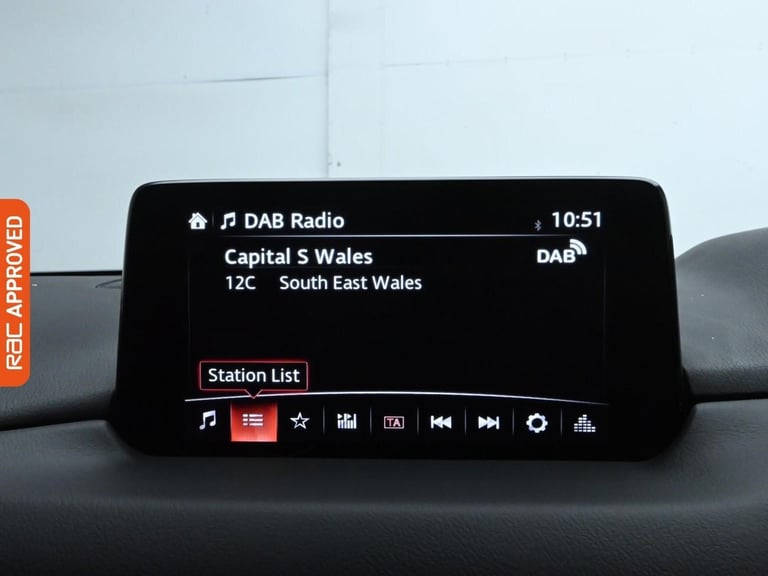 RAC APPROVED
DAB Radio 10:51
Capital S Wales DAB
12C South East Wales
Station List
TA